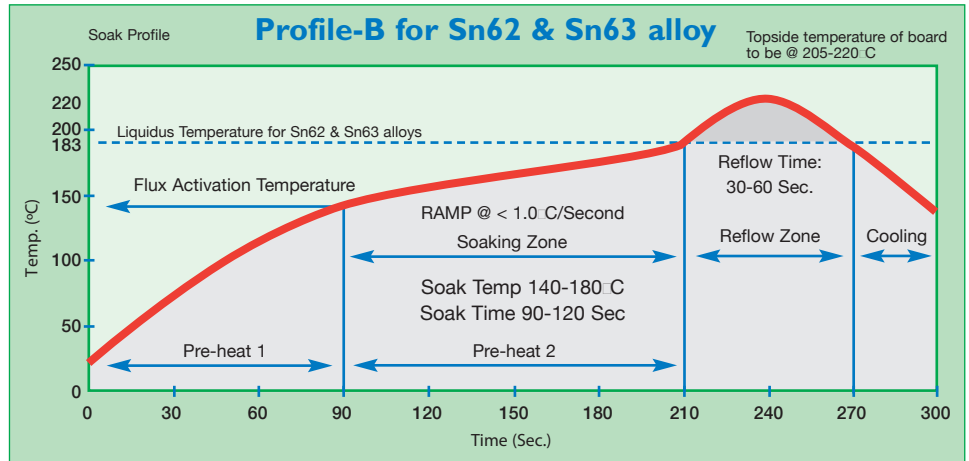 Soak Profile
Profile-B for Sn62 & Sn63 alloy
Topside temperature of board
to be @ 205-220□C
250
220
200
183
150
100
50
0
Temp. (ºC)
Liquidus Temperature for Sn62 & Sn63 alloys
Flux Activation Temperature
RAMP @ < 1.0□C/Second
Soaking Zone
Soak Temp 140-180□C
Soak Time 90-120 Sec
Reflow Time:
30-60 Sec.
Reflow Zone
Cooling
Pre-heat 1
Pre-heat 2
0 30 60 90 120 150 180 210 240 270 300
Time (Sec.)